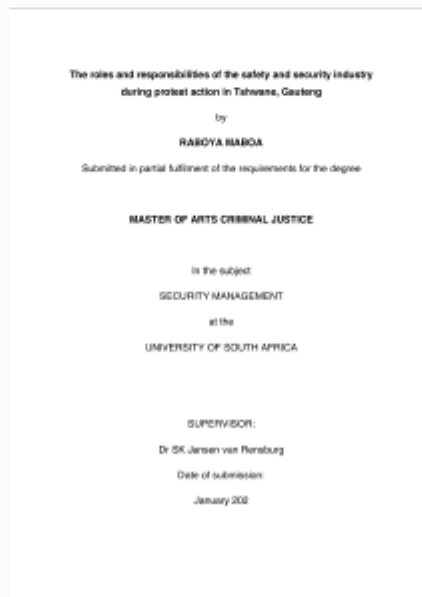 The roles and responsibilities of the safety and security industry
during protest action in Tshwane, Gauteng
by
RABOYA MABOA
Submitted in partial fulfilment of the requirements for the degree
MASTER OF ARTS CRIMINAL JUSTICE
In the subject
SECURITY MANAGEMENT
at the
UNIVERSITY OF SOUTH AFRICA
SUPERVISOR:
Dr SK Jansen van Rensburg
Date of submission:
January 202